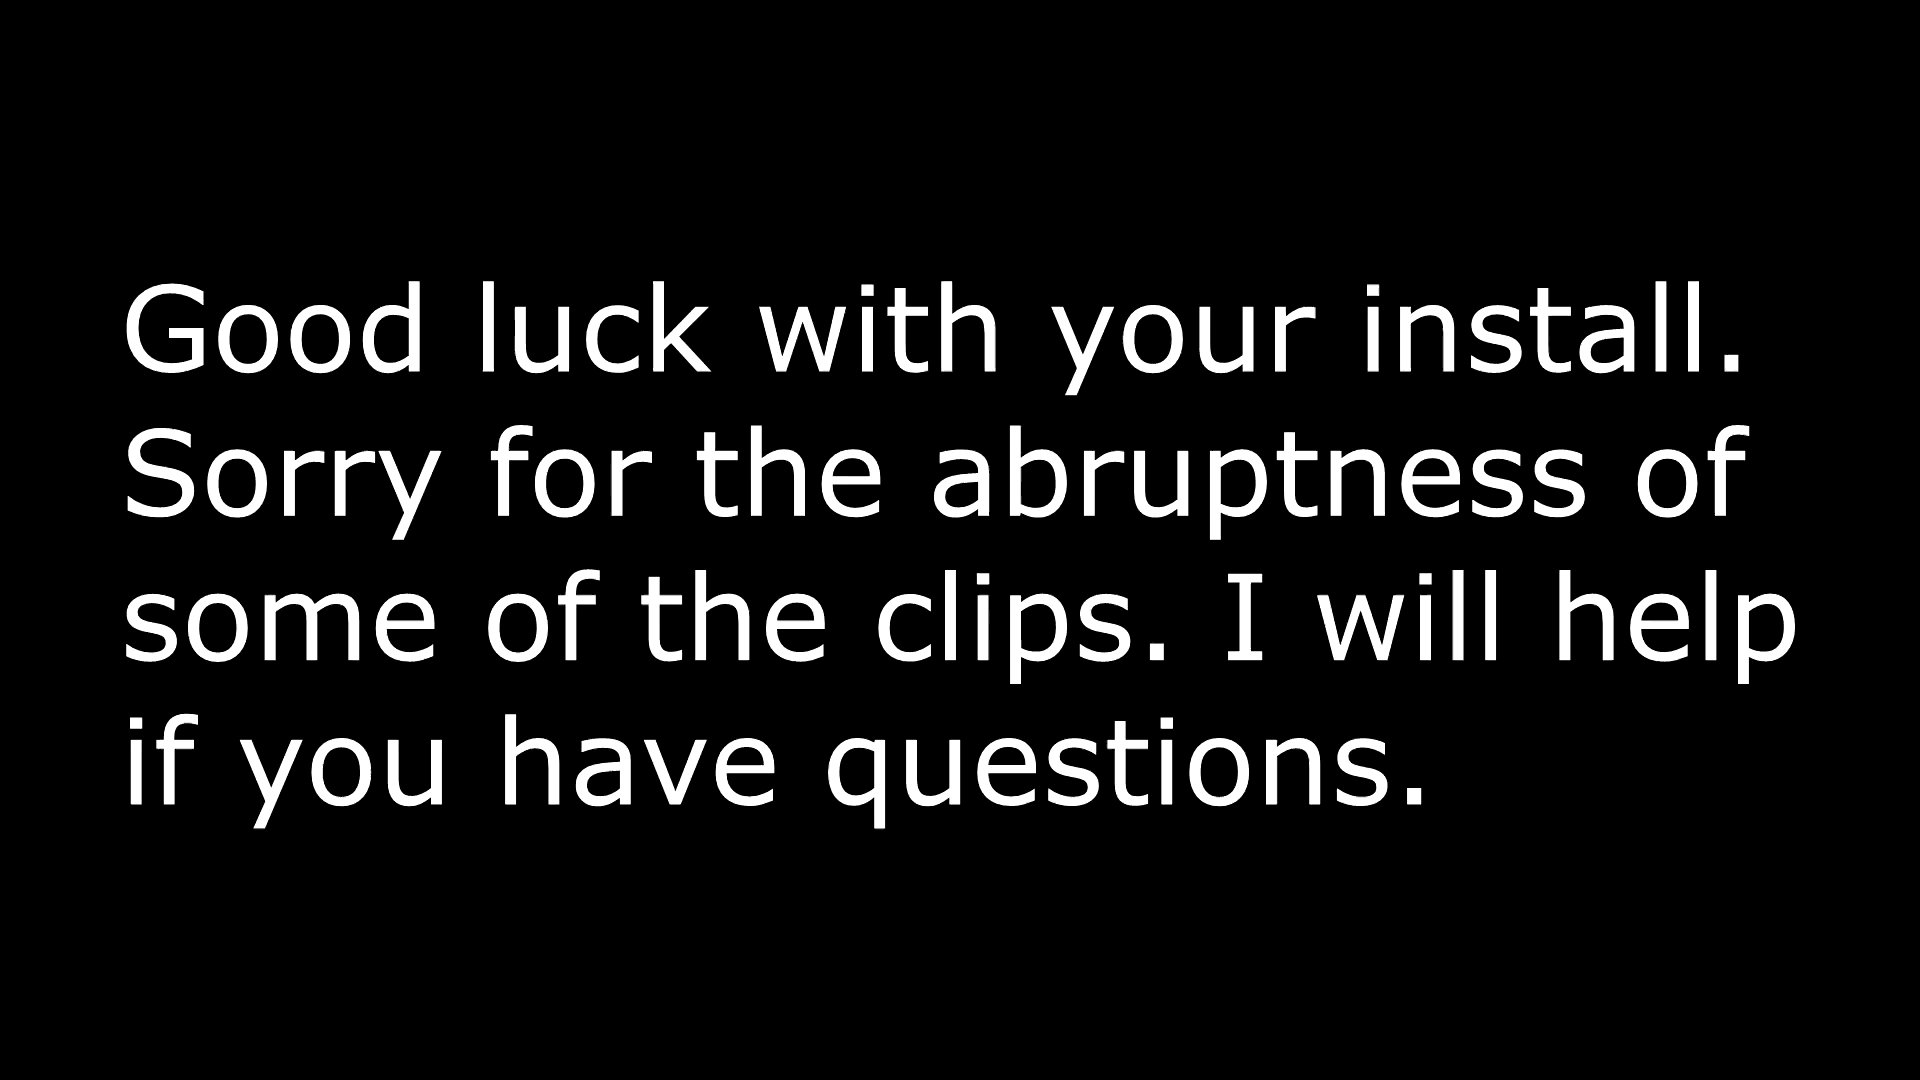 Good luck with your install.
Sorry for the abruptness of
some of the clips. I will help
if you have questions.